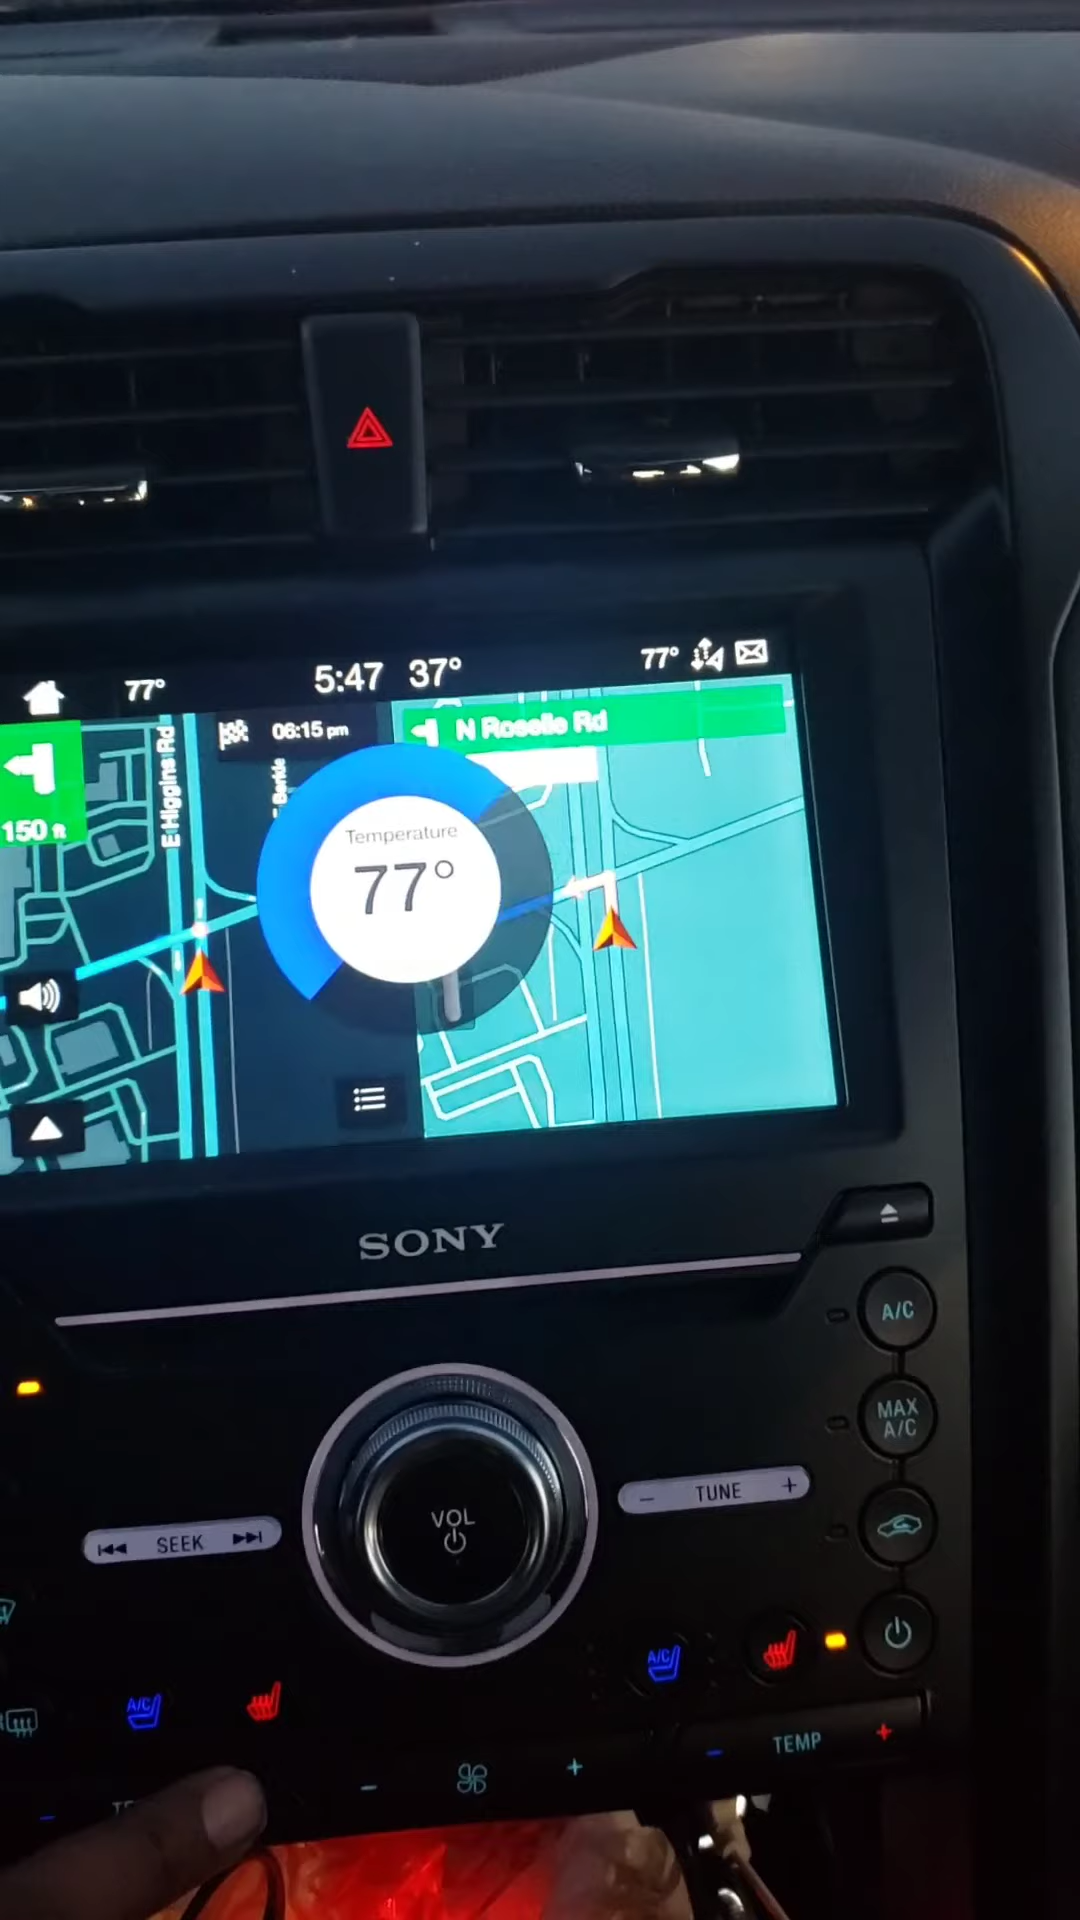 77°
5:47 37°
77°
06:15 pm
N Roselle Rd
E Higgins Rd
150 ft
Temperature
77°
SONY
A/C
MAX
A/C
− TUNE +
VOL
SEEK
A/C
A/C
− TEMP +
− +